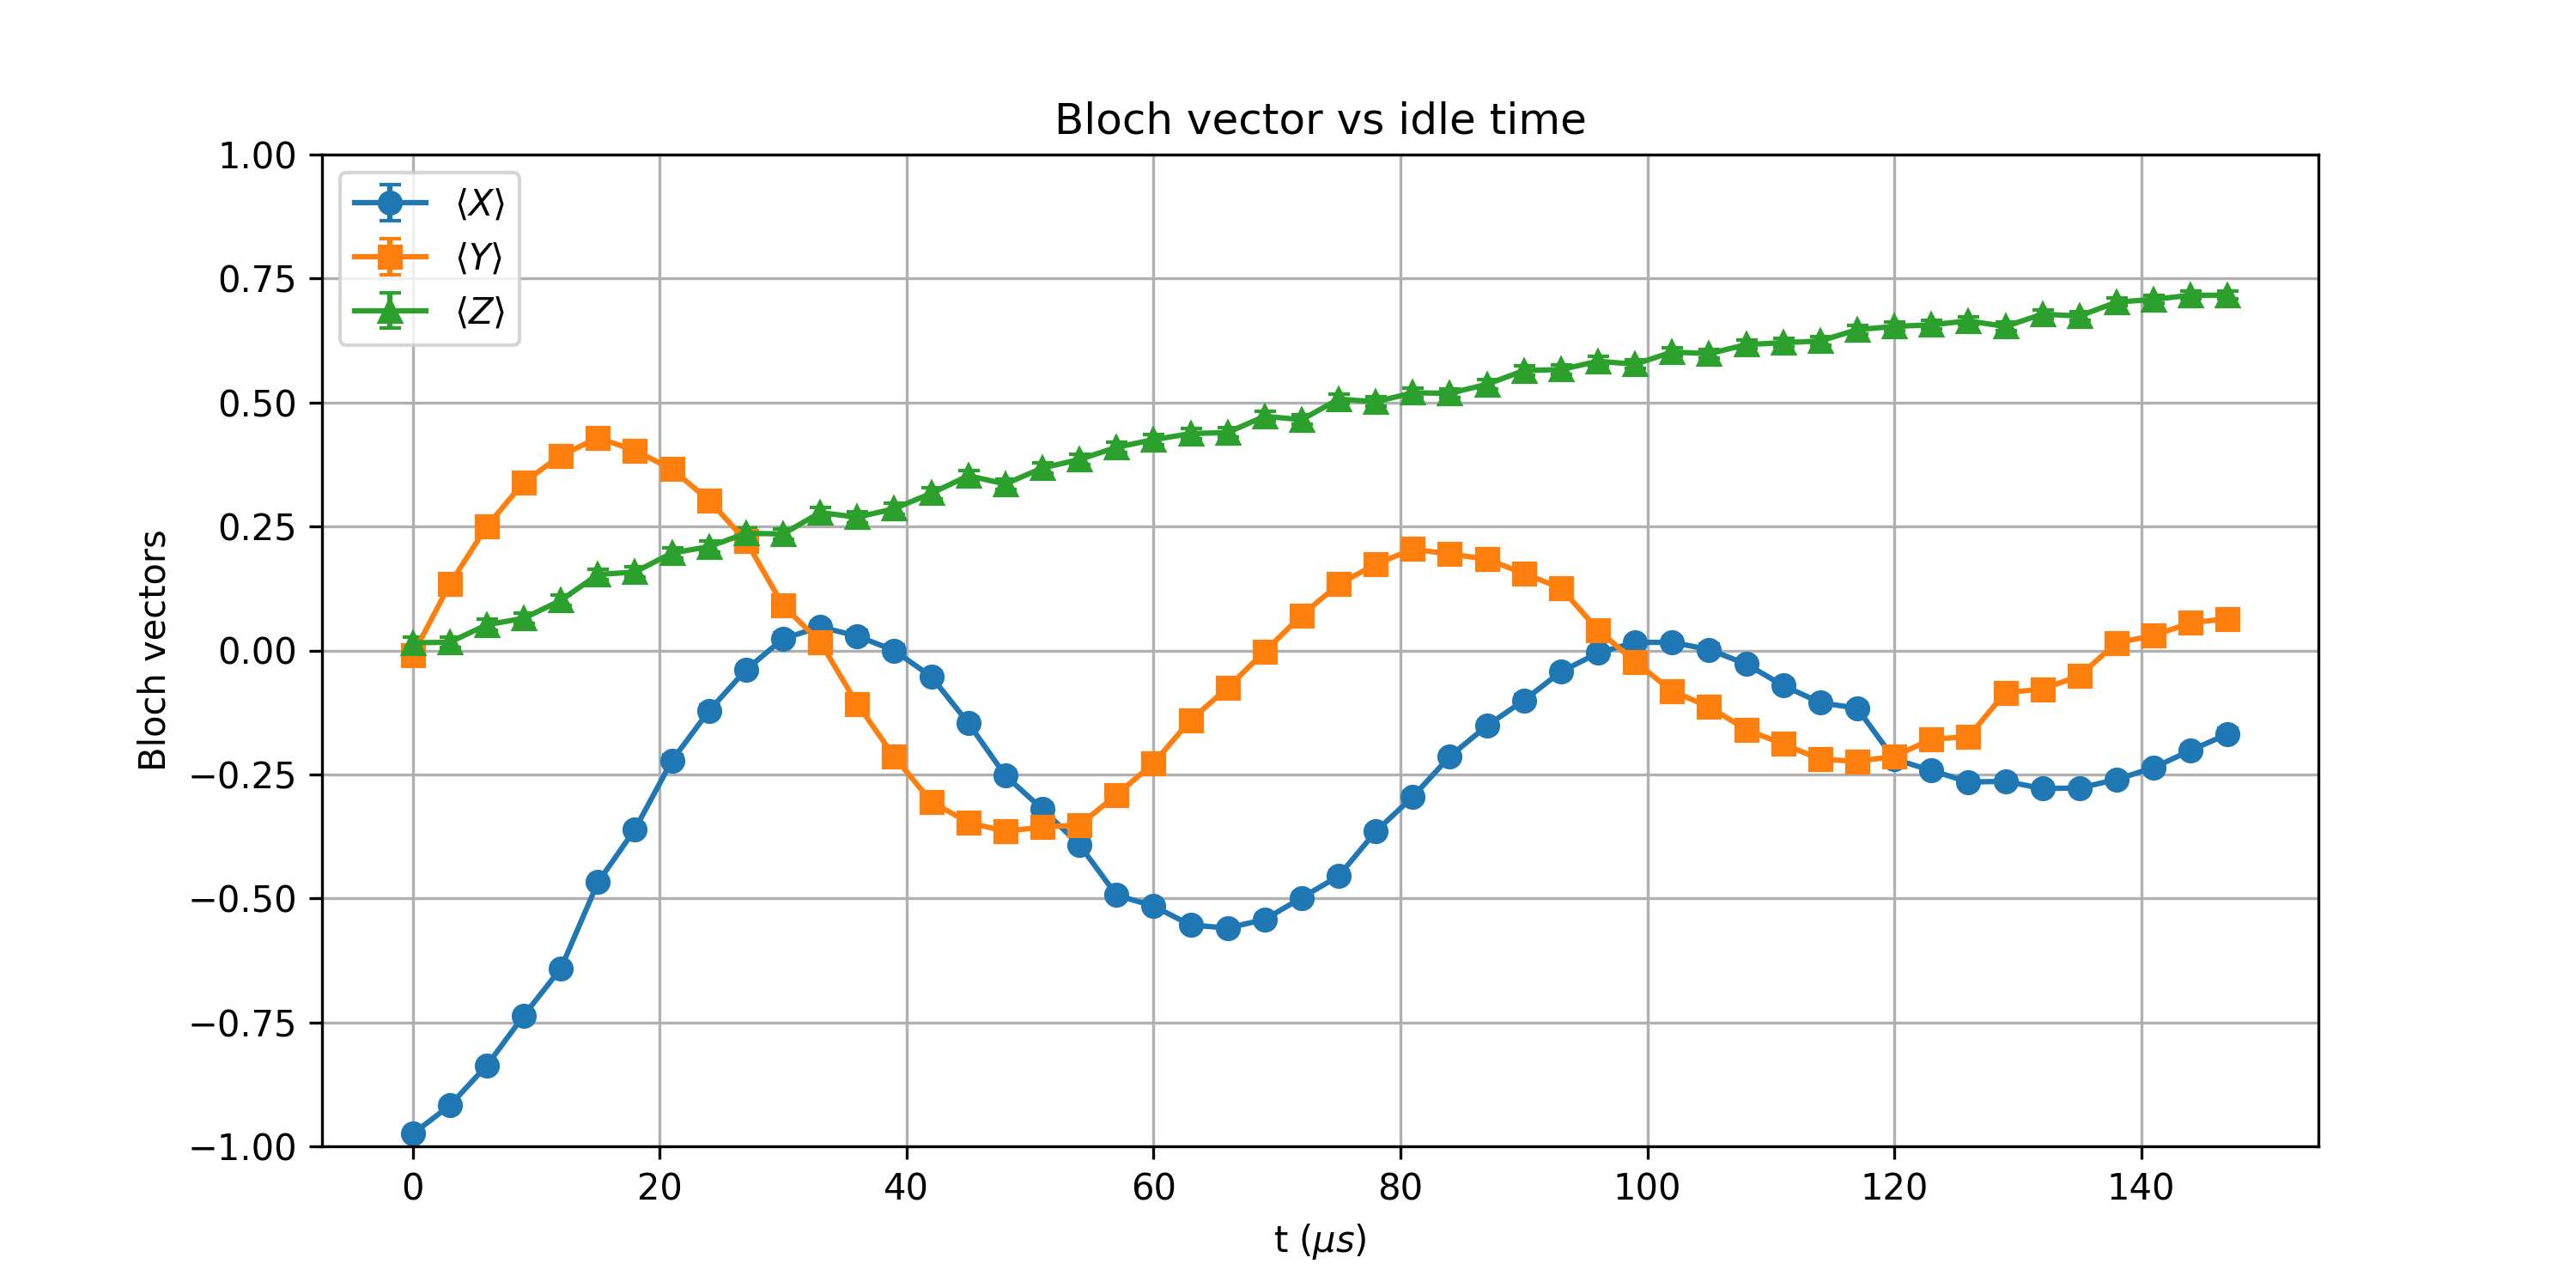 Bloch vector vs idle time
1.00
0.75
0.50
0.25
0.00
−0.25
−0.50
−0.75
−1.00
Bloch vectors
⟨X⟩
⟨Y⟩
⟨Z⟩
0 20 40 60 80 100 120 140
t (μs)